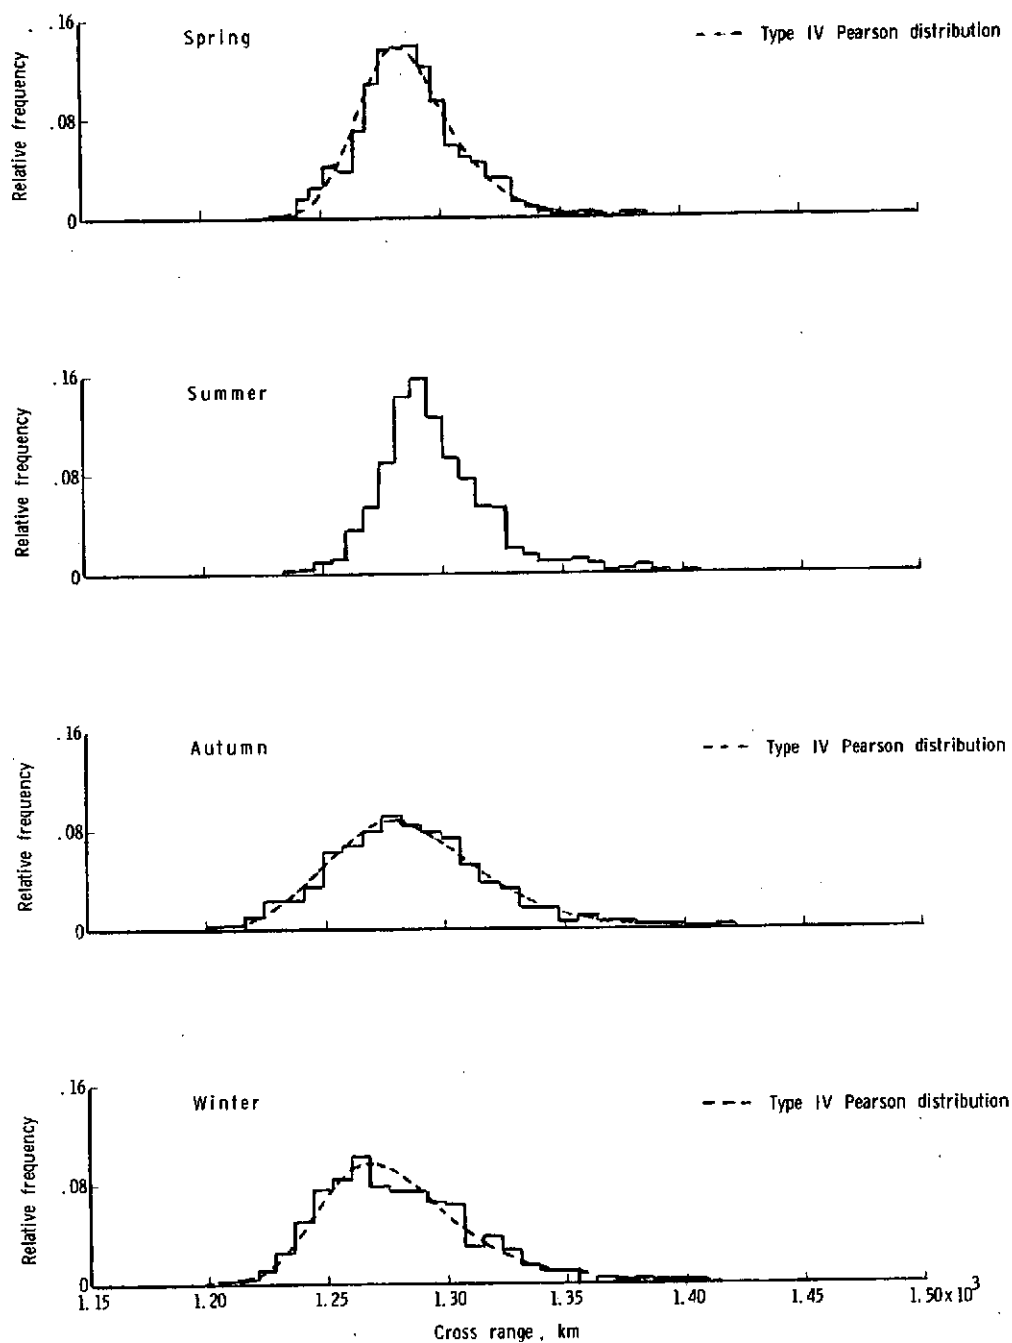 .16
Spring
Type IV Pearson distribution
Relative frequency
.08
0
.16
Summer
Relative frequency
.08
0
.16
Autumn
Type IV Pearson distribution
Relative frequency
.08
0
.16
Winter
Type IV Pearson distribution
Relative frequency
.08
0
1.15 1.20 1.25 1.30 1.35 1.40 1.45 1.50x10³
Cross range, km